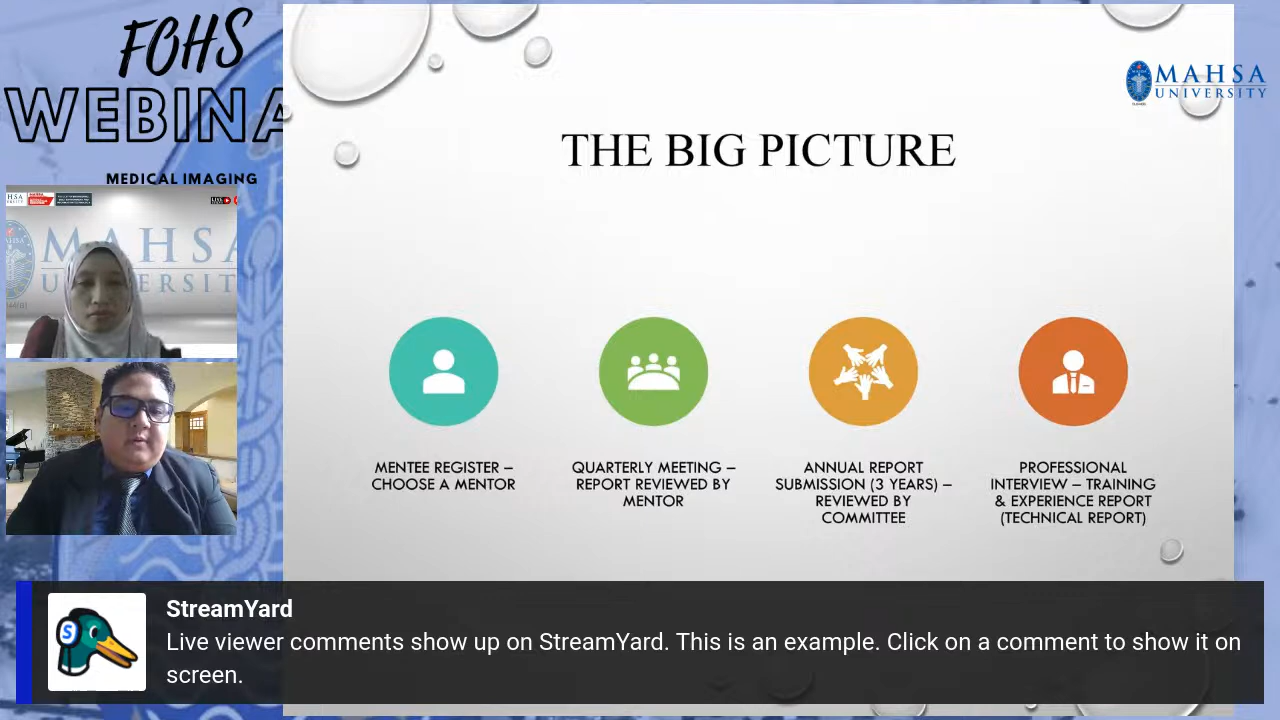 FOHS
WEBINA
MEDICAL IMAGING
MAHSA
UNIVERSITY
THE BIG PICTURE
MENTEE REGISTER –
CHOOSE A MENTOR
QUARTERLY MEETING –
REPORT REVIEWED BY
MENTOR
ANNUAL REPORT
SUBMISSION (3 YEARS) –
REVIEWED BY
COMMITTEE
PROFESSIONAL
INTERVIEW – TRAINING
& EXPERIENCE REPORT
(TECHNICAL REPORT)
MAHSA
U ERSIT
StreamYard
Live viewer comments show up on StreamYard. This is an example. Click on a comment to show it on
screen.